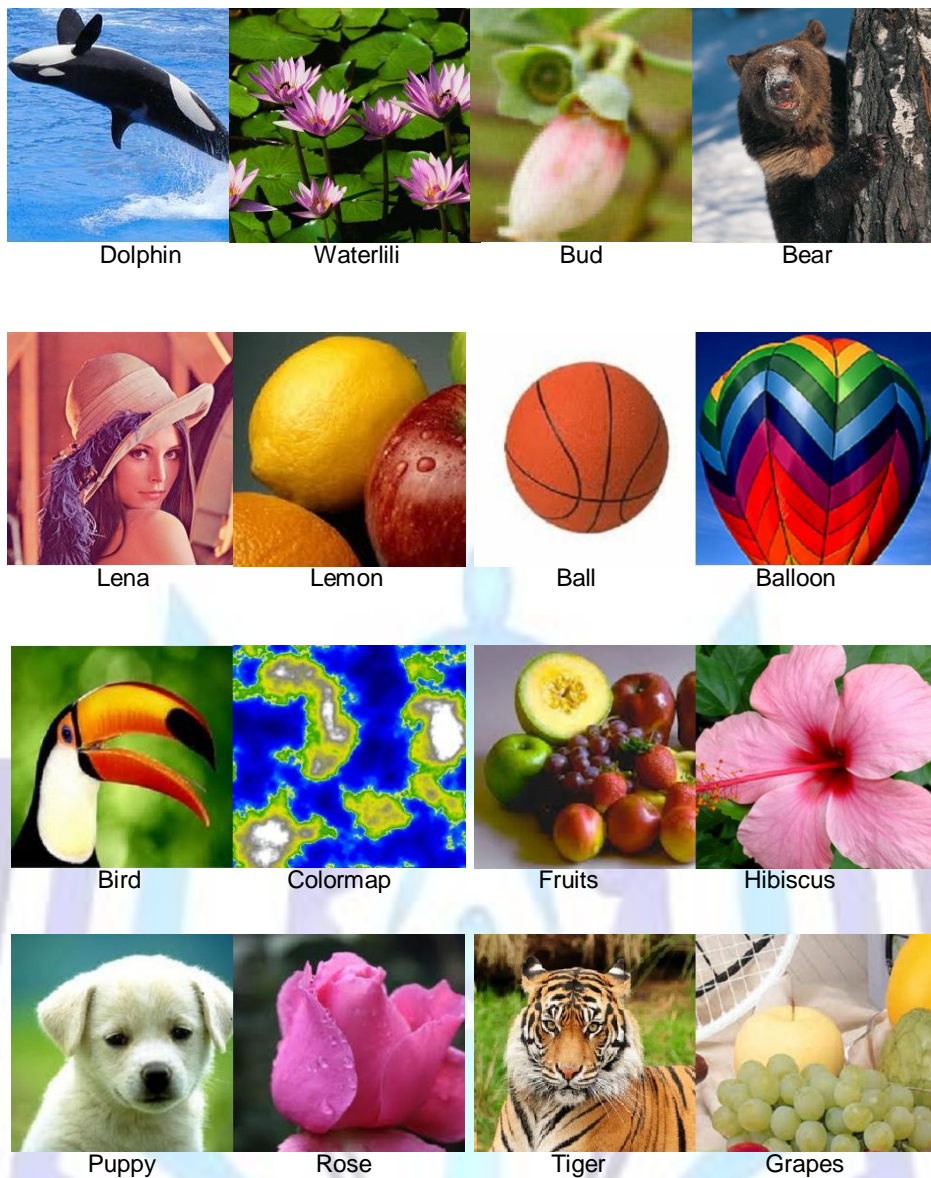 Dolphin Waterlili Bud Bear
Lena Lemon Ball Balloon
Bird Colormap Fruits Hibiscus
Puppy Rose Tiger Grapes